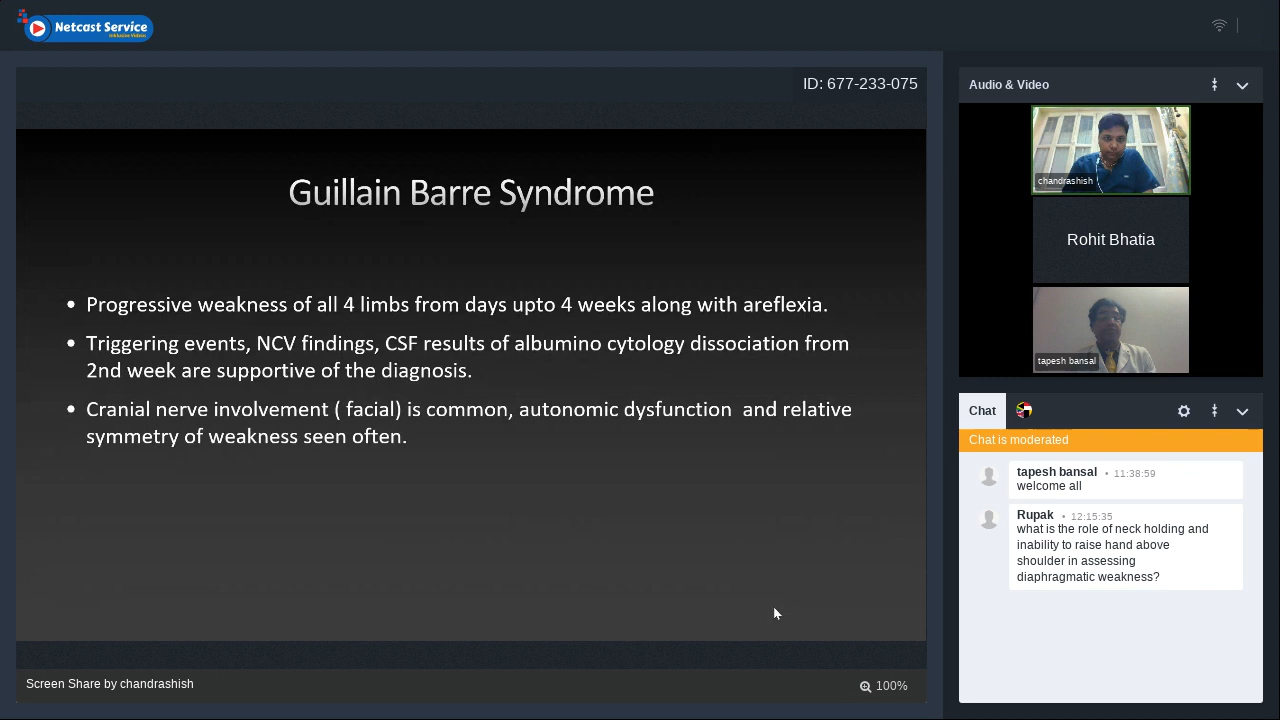 Netcast Service
ID: 677-233-075
Guillain Barre Syndrome
• Progressive weakness of all 4 limbs from days upto 4 weeks along with areflexia.
• Triggering events, NCV findings, CSF results of albumino cytology dissociation from
2nd week are supportive of the diagnosis.
• Cranial nerve involvement ( facial) is common, autonomic dysfunction  and relative
symmetry of weakness seen often.
Screen Share by chandrashish
100%
Audio & Video
chandrashish
Rohit Bhatia
tapesh bansal
Chat
Chat is moderated
tapesh bansal • 11:38:59
welcome all
Rupak • 12:15:35
what is the role of neck holding and
inability to raise hand above
shoulder in assessing
diaphragmatic weakness?